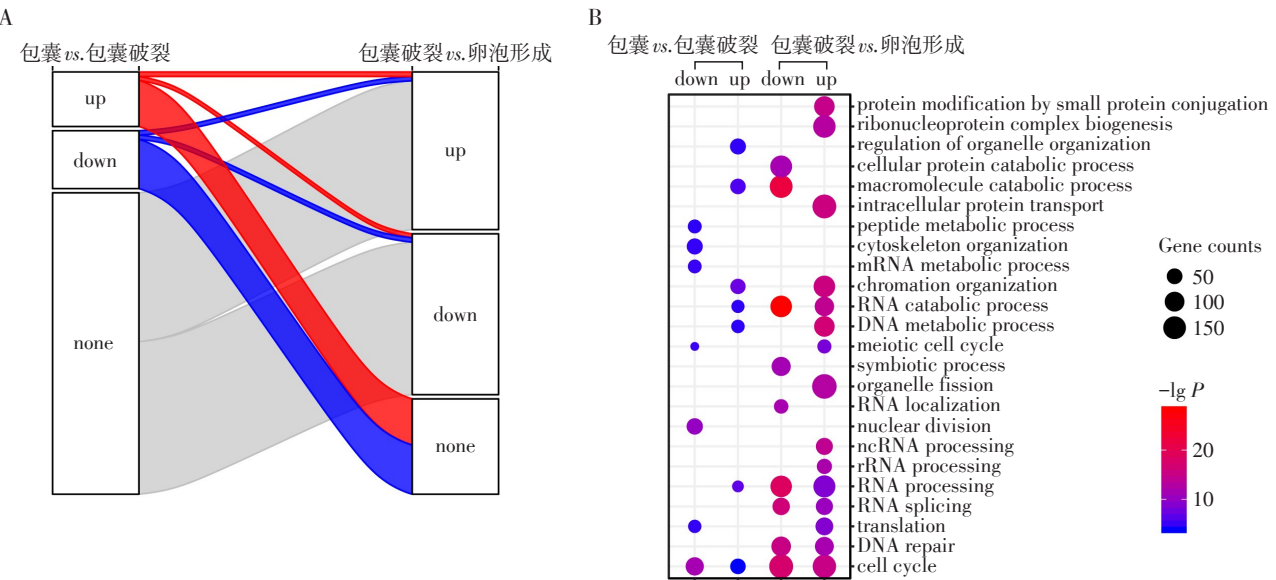 A
包囊vs.包囊破裂 包囊破裂vs.卵泡形成
up
down
none
up
down
none
B
包囊vs.包囊破裂 包囊破裂vs.卵泡形成
down up down up
protein modification by small protein conjugation
ribonucleoprotein complex biogenesis
regulation of organelle organization
cellular protein catabolic process
macromolecule catabolic process
intracellular protein transport
peptide metabolic process
cytoskeleton organization
mRNA metabolic process
chromation organization
RNA catabolic process
DNA metabolic process
meiotic cell cycle
symbiotic process
organelle fission
RNA localization
nuclear division
ncRNA processing
rRNA processing
RNA processing
RNA splicing
translation
DNA repair
cell cycle
Gene counts
50
100
150
−lg P
20
10